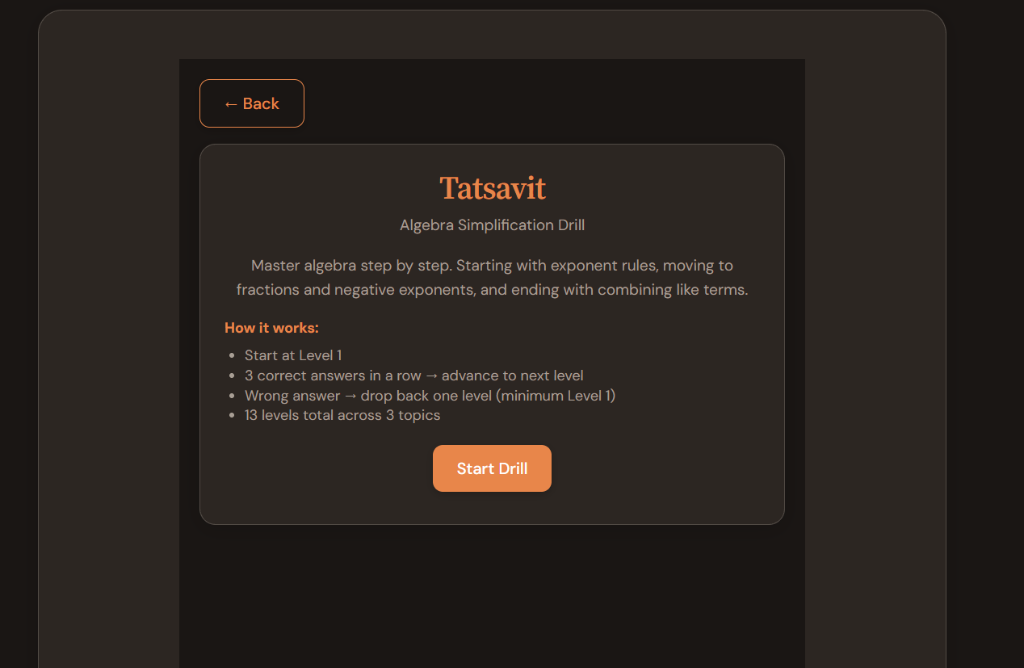 ← Back
Tatsavit
Algebra Simplification Drill
Master algebra step by step. Starting with exponent rules, moving to
fractions and negative exponents, and ending with combining like terms.
How it works:
• Start at Level 1
• 3 correct answers in a row → advance to next level
• Wrong answer → drop back one level (minimum Level 1)
• 13 levels total across 3 topics
Start Drill